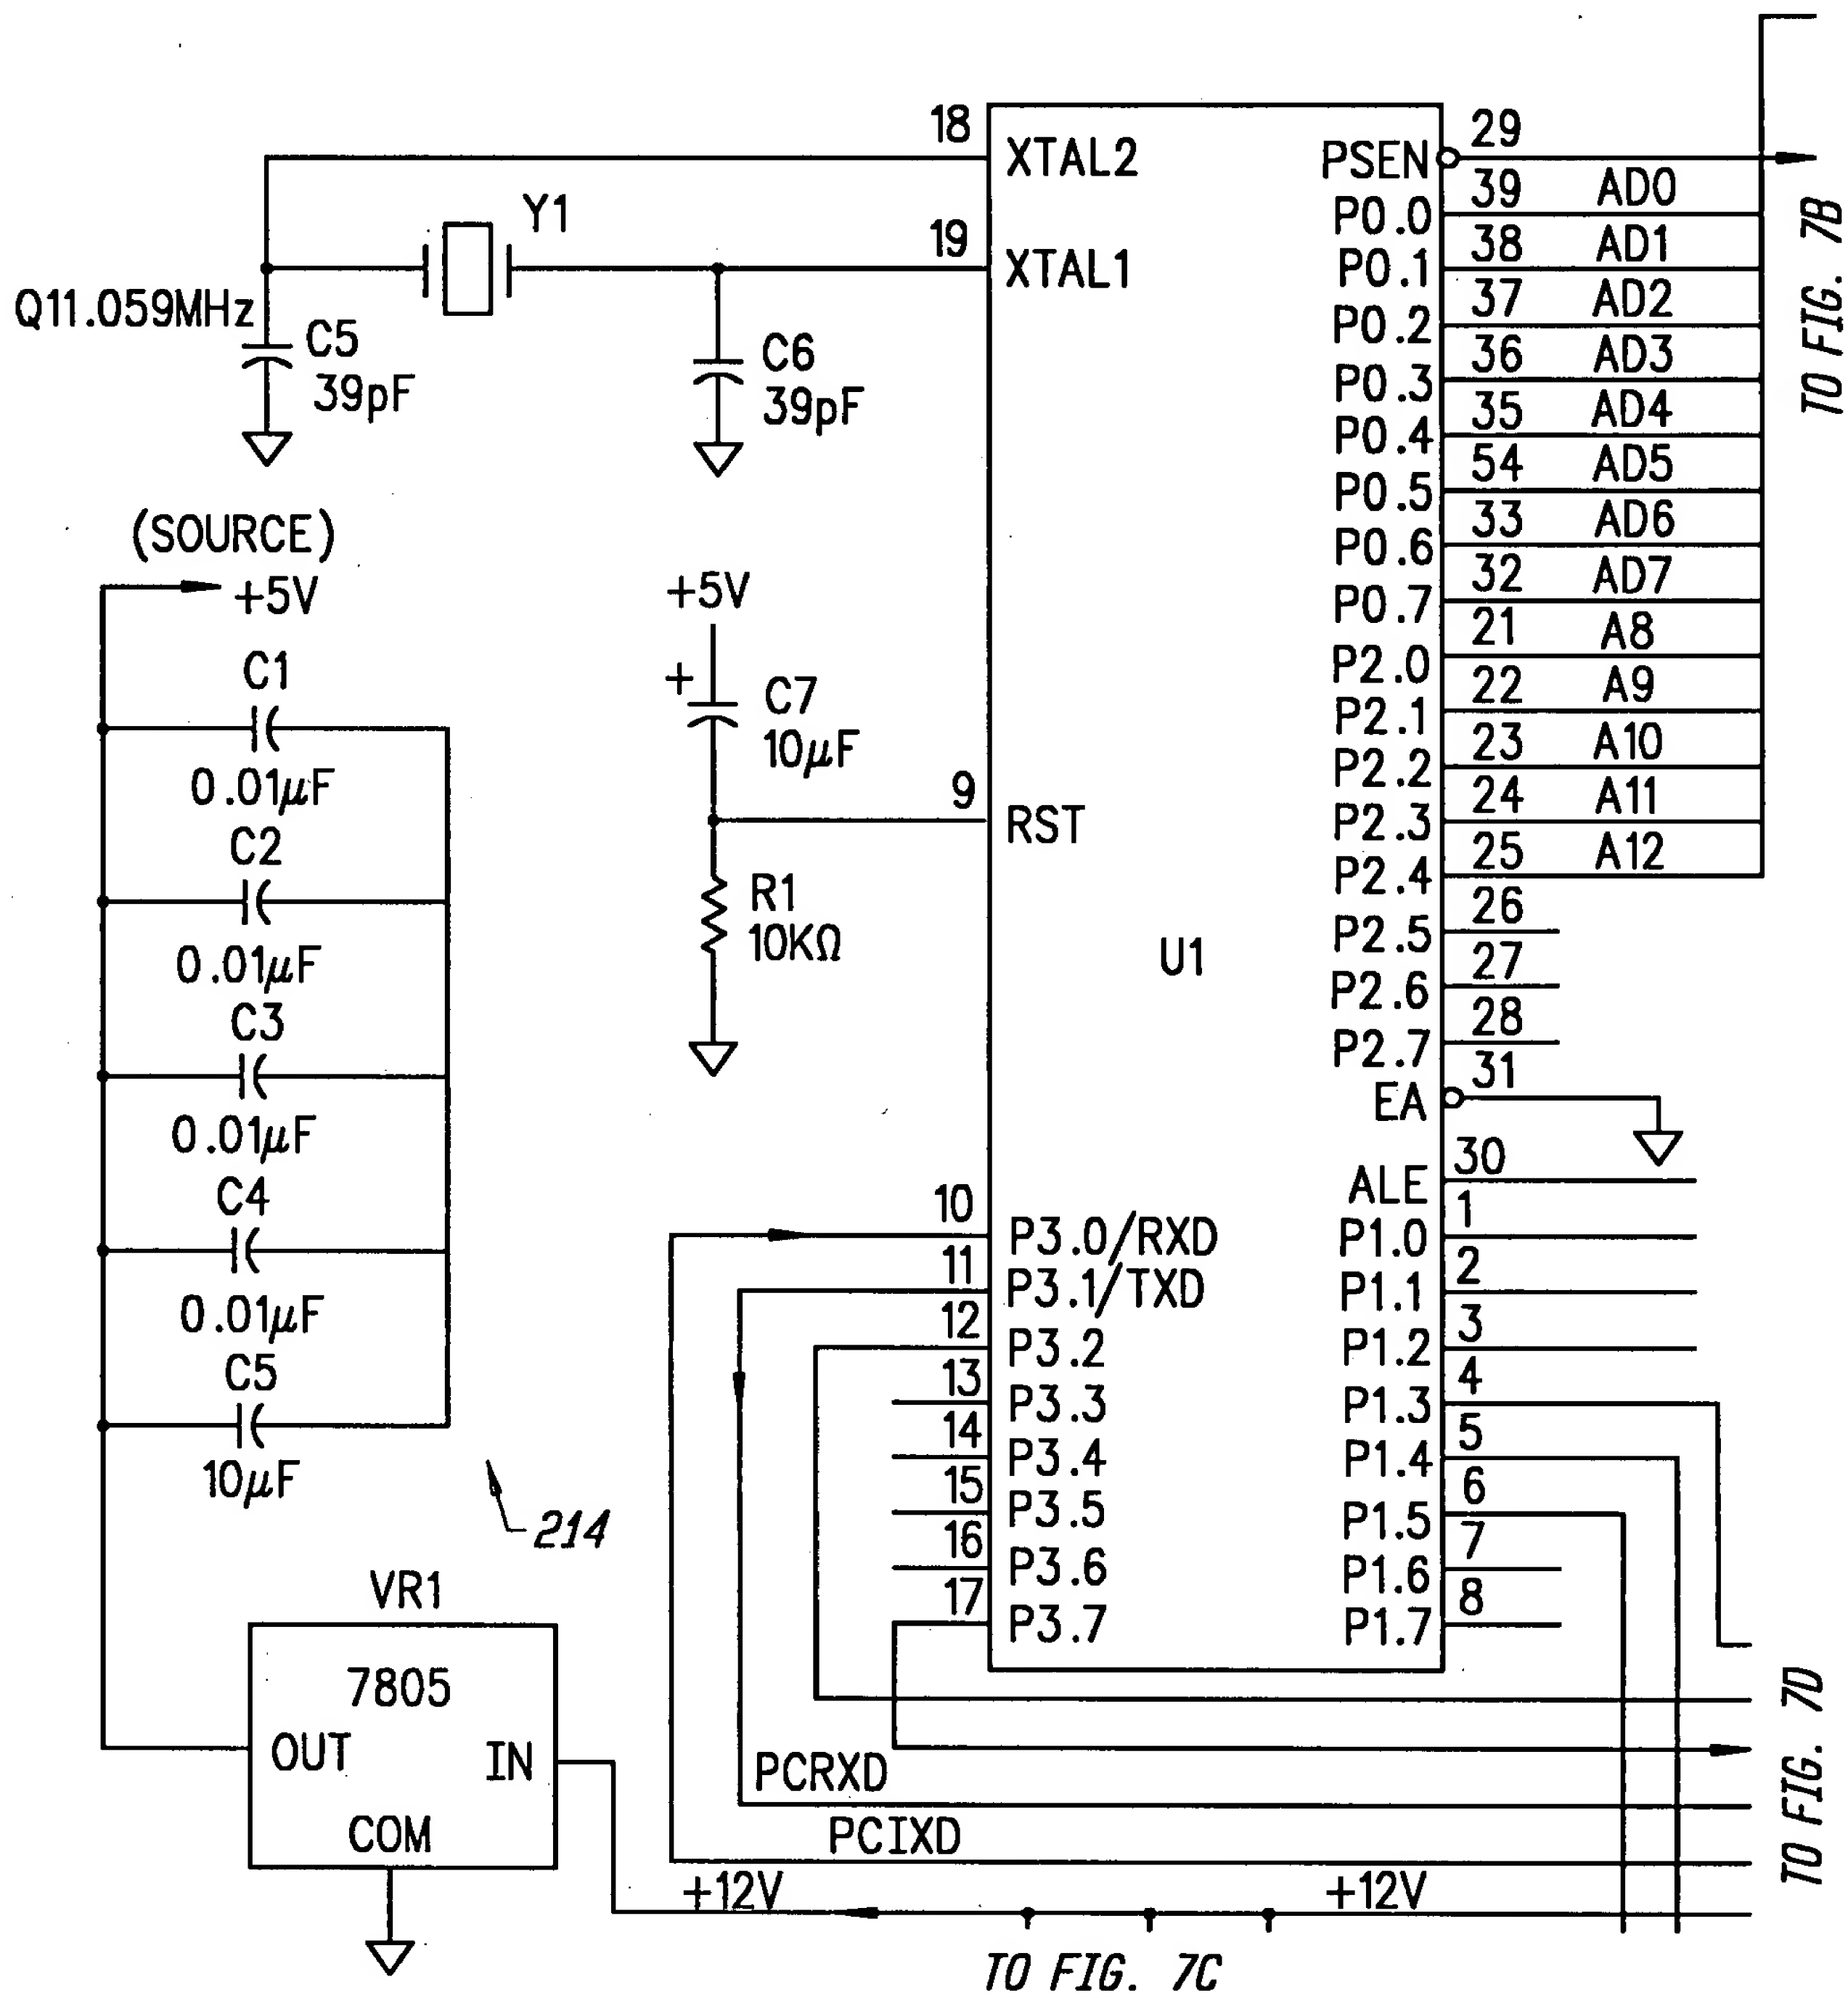 18
XTAL2
Y1
19
XTAL1
Q11.059MHz
C5
39pF
C6
39pF
(SOURCE)
+5V
C1
0.01µF
C2
0.01µF
C3
0.01µF
C4
0.01µF
C5
10µF
214
+5V
+
C7
10µF
9
RST
R1
10KΩ
U1
10
P3.0/RXD
11
P3.1/TXD
12
P3.2
13
P3.3
14
P3.4
15
P3.5
16
P3.6
17
P3.7
PSEN
29
P0.0
39
AD0
P0.1
38
AD1
P0.2
37
AD2
P0.3
36
AD3
P0.4
35
AD4
P0.5
54
AD5
P0.6
33
AD6
P0.7
32
AD7
P2.0
21
A8
P2.1
22
A9
P2.2
23
A10
P2.3
24
A11
P2.4
25
A12
P2.5
26
P2.6
27
P2.7
28
EA
31
ALE
30
P1.0
1
P1.1
2
P1.2
3
P1.3
4
P1.4
5
P1.5
6
P1.6
7
P1.7
8
TO FIG. 7B
VR1
7805
OUT
IN
COM
PCRXD
PCIXD
+12V
+12V
TO FIG. 7D
TO FIG. 7C